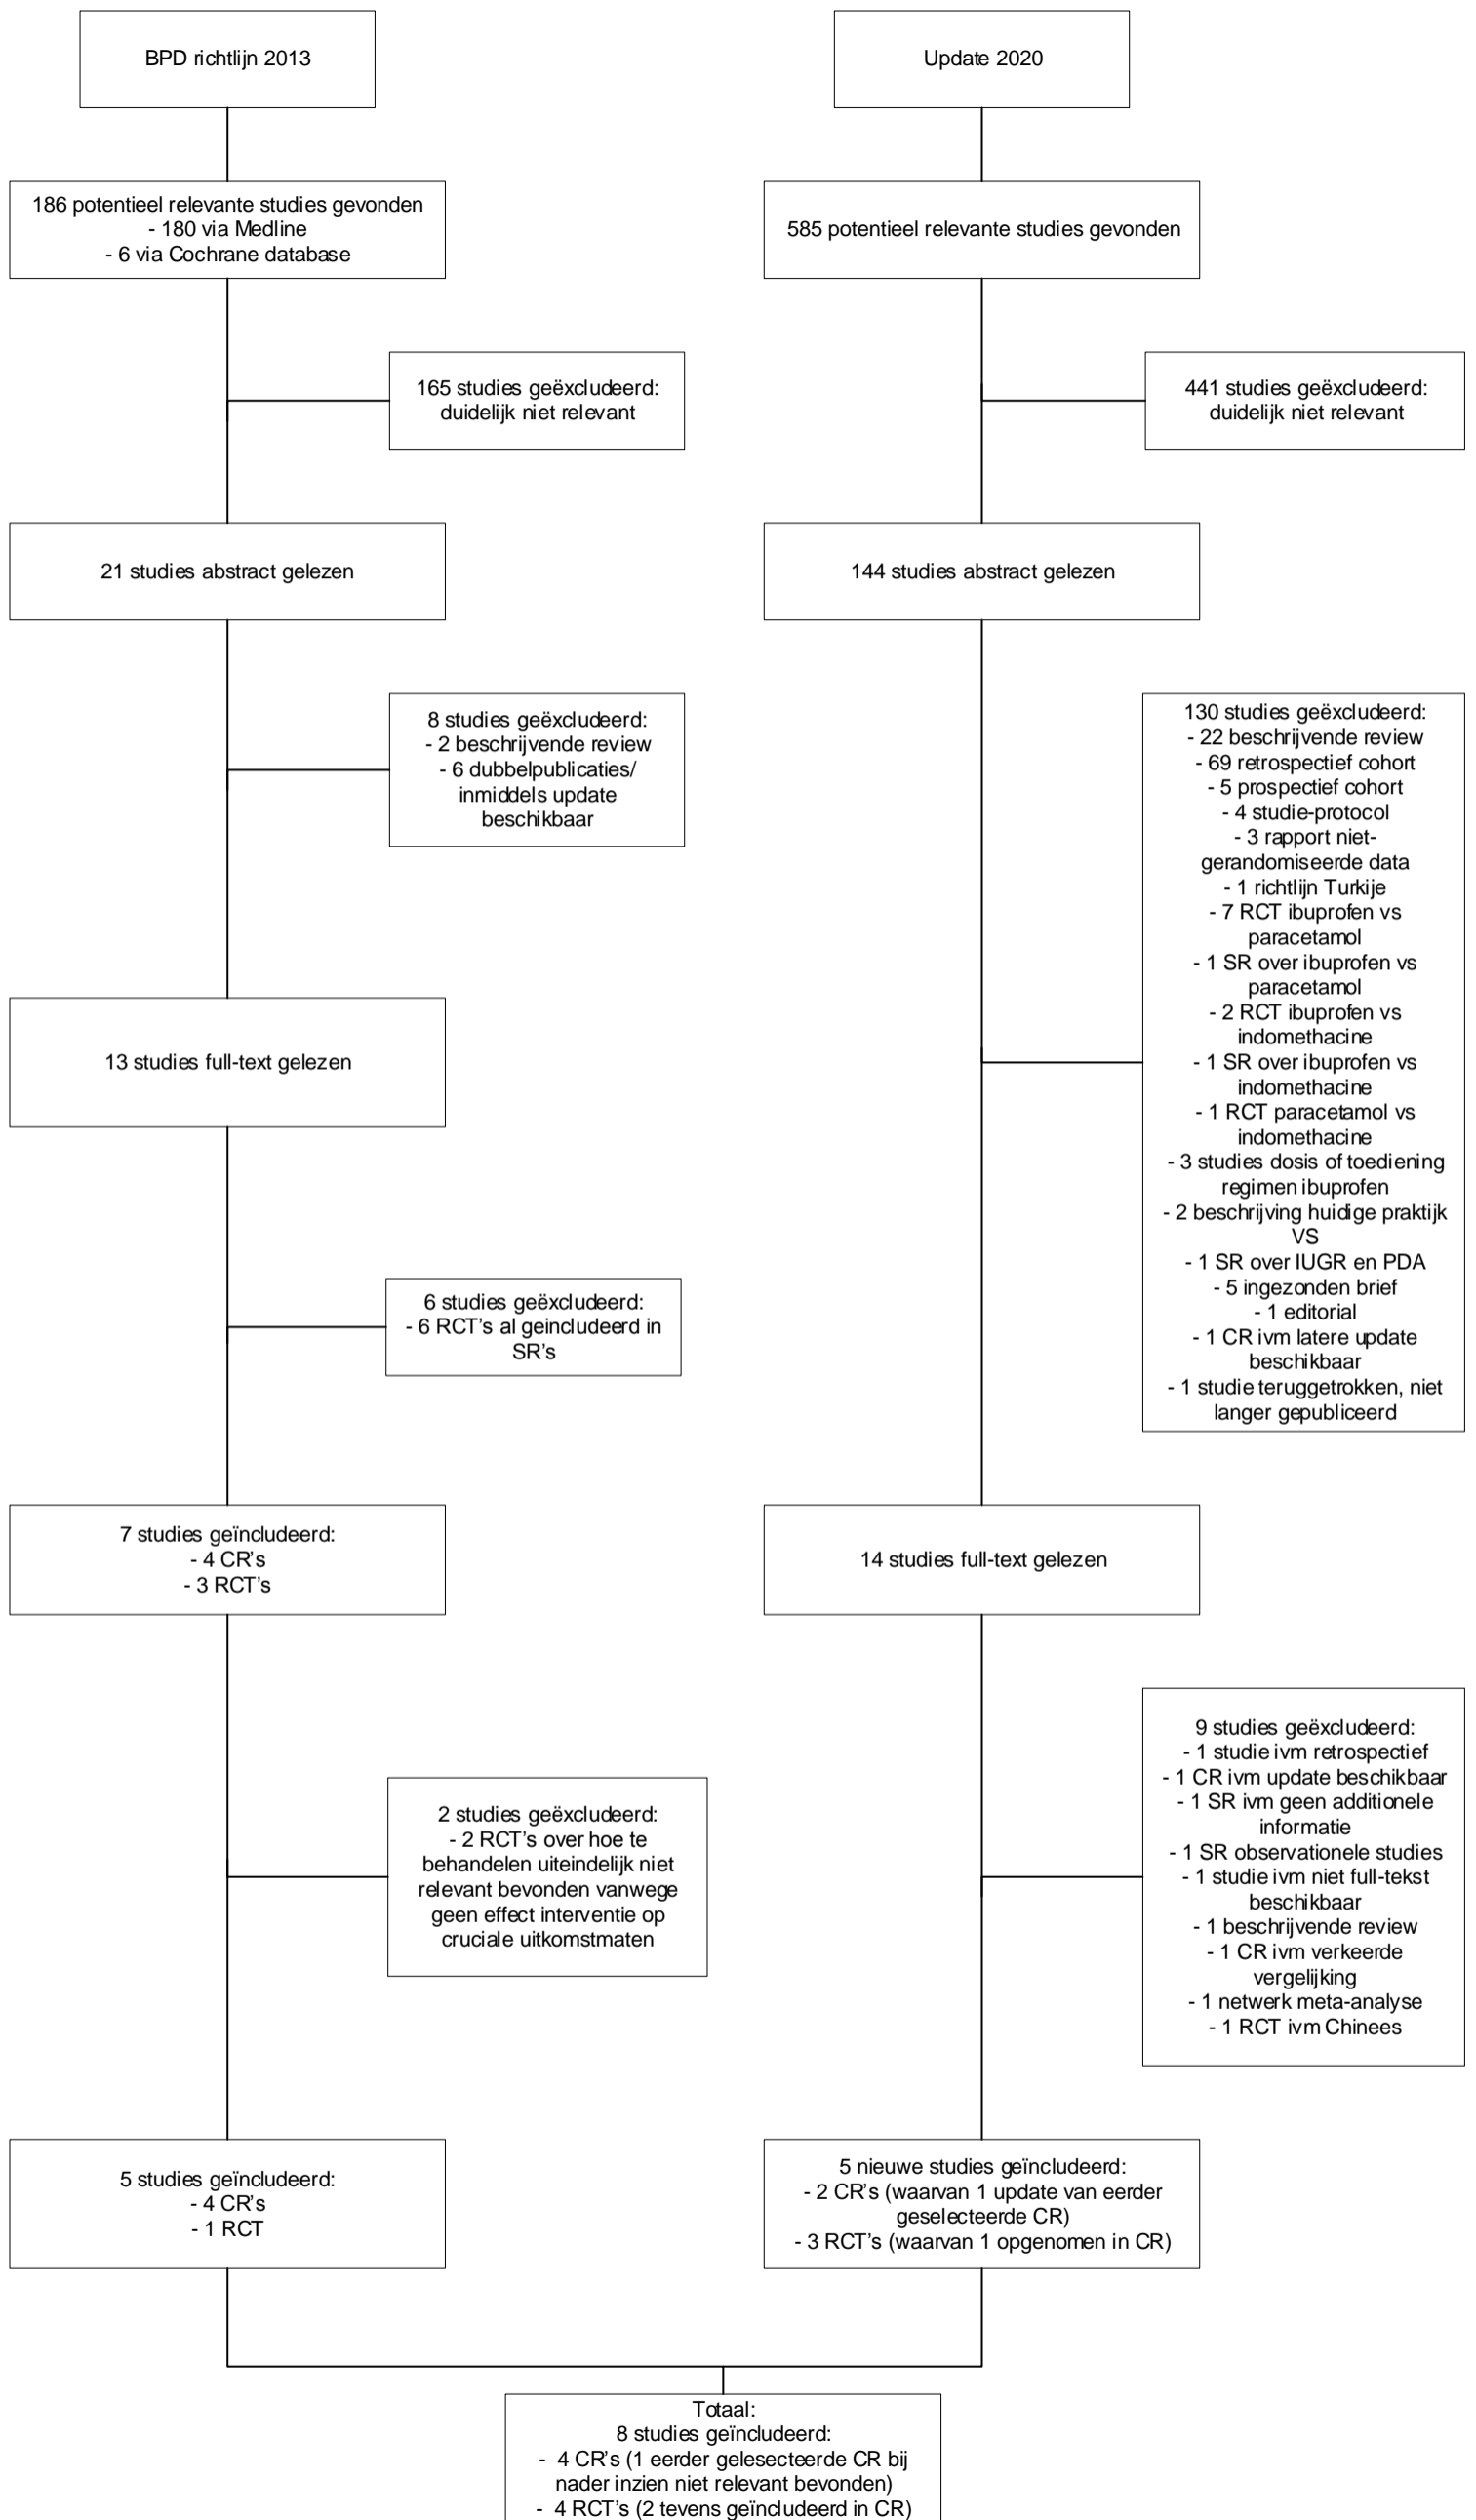 BPD richtlijn 2013
186 potentieel relevante studies gevonden
- 180 via Medline
- 6 via Cochrane database
165 studies geëxcludeerd:
duidelijk niet relevant
21 studies abstract gelezen
8 studies geëxcludeerd:
- 2 beschrijvende review
- 6 dubbelpublicaties/
inmiddels update
beschikbaar
13 studies full-text gelezen
6 studies geëxcludeerd:
- 6 RCT's al geincludeerd in
SR's
7 studies geïncludeerd:
- 4 CR's
- 3 RCT's
2 studies geëxcludeerd:
- 2 RCT's over hoe te
behandelen uiteindelijk niet
relevant bevonden vanwege
geen effect interventie op
cruciale uitkomstmaten
5 studies geïncludeerd:
- 4 CR's
- 1 RCT
Update 2020
585 potentieel relevante studies gevonden
441 studies geëxcludeerd:
duidelijk niet relevant
144 studies abstract gelezen
130 studies geëxcludeerd:
- 22 beschrijvende review
- 69 retrospectief cohort
- 5 prospectief cohort
- 4 studie-protocol
- 3 rapport niet-
gerandomiseerde data
- 1 richtlijn Turkije
- 7 RCT ibuprofen vs
paracetamol
- 1 SR over ibuprofen vs
paracetamol
- 2 RCT ibuprofen vs
indomethacine
- 1 SR over ibuprofen vs
indomethacine
- 1 RCT paracetamol vs
indomethacine
- 3 studies dosis of toediening
regimen ibuprofen
- 2 beschrijving huidige praktijk
VS
- 1 SR over IUGR en PDA
- 5 ingezonden brief
- 1 editorial
- 1 CR ivm latere update
beschikbaar
- 1 studie teruggetrokken, niet
langer gepubliceerd
14 studies full-text gelezen
9 studies geëxcludeerd:
- 1 studie ivm retrospectief
- 1 CR ivm update beschikbaar
- 1 SR ivm geen additionele
informatie
- 1 SR observationele studies
- 1 studie ivm niet full-tekst
beschikbaar
- 1 beschrijvende review
- 1 CR ivm verkeerde
vergelijking
- 1 netwerk meta-analyse
- 1 RCT ivm Chinees
5 nieuwe studies geïncludeerd:
- 2 CR's (waarvan 1 update van eerder
geselecteerde CR)
- 3 RCT's (waarvan 1 opgenomen in CR)
Totaal:
8 studies geïncludeerd:
- 4 CR's (1 eerder gelesecteerde CR bij
nader inzien niet relevant bevonden)
- 4 RCT's (2 tevens geïncludeerd in CR)